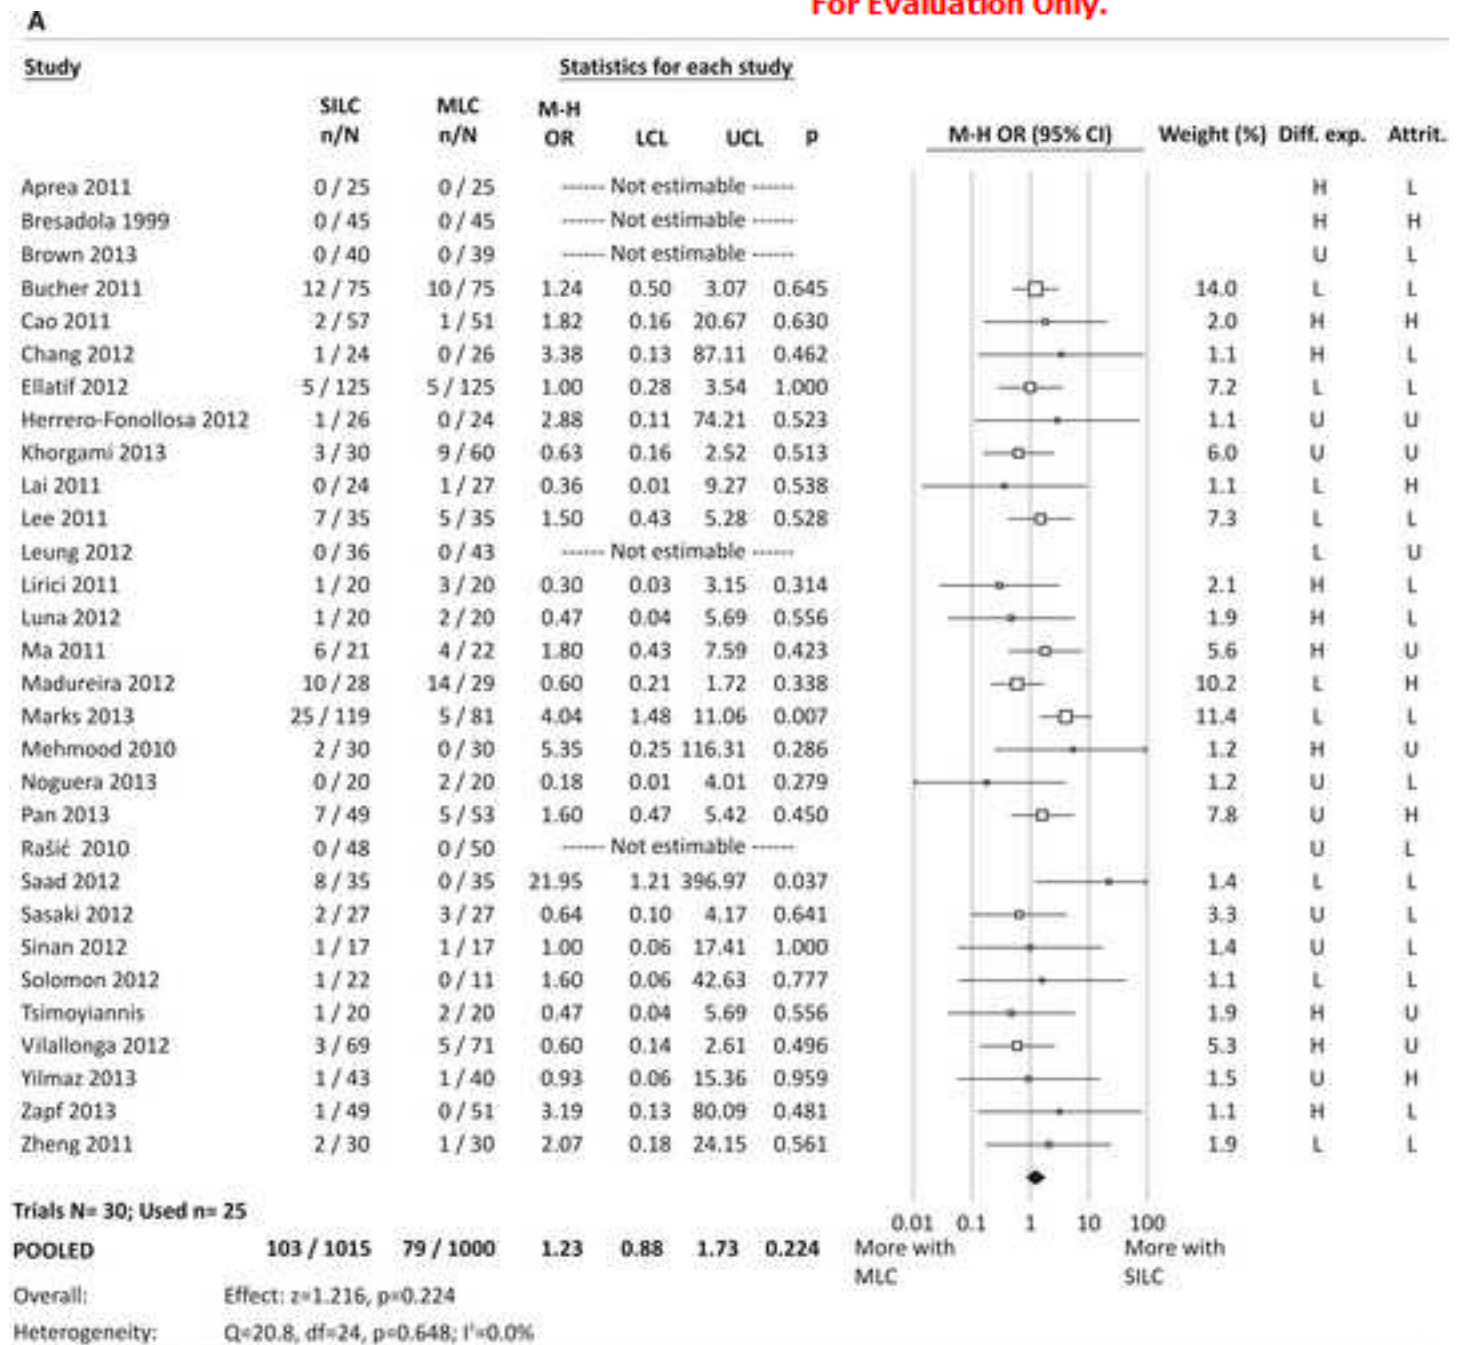 For Evaluation Only.
A
Study Statistics for each study
SILC MLC M-H
n/N n/N OR LCL UCL p M-H OR (95% CI) Weight (%) Diff. exp. Attrit.
Aprea 2011 0 / 25 0 / 25 ------ Not estimable ------ H L
Bresadola 1999 0 / 45 0 / 45 ------ Not estimable ------ H H
Brown 2013 0 / 40 0 / 39 ------ Not estimable ------ U L
Bucher 2011 12 / 75 10 / 75 1.24 0.50 3.07 0.645 14.0 L L
Cao 2011 2 / 57 1 / 51 1.82 0.16 20.67 0.630 2.0 H H
Chang 2012 1 / 24 0 / 26 3.38 0.13 87.11 0.462 1.1 H L
Ellatif 2012 5 / 125 5 / 125 1.00 0.28 3.54 1.000 7.2 L L
Herrero-Fonollosa 2012 1 / 26 0 / 24 2.88 0.11 74.21 0.523 1.1 U U
Khorgami 2013 3 / 30 9 / 60 0.63 0.16 2.52 0.513 6.0 U U
Lai 2011 0 / 24 1 / 27 0.36 0.01 9.27 0.538 1.1 L H
Lee 2011 7 / 35 5 / 35 1.50 0.43 5.28 0.528 7.3 L L
Leung 2012 0 / 36 0 / 43 ------ Not estimable ------ L U
Lirici 2011 1 / 20 3 / 20 0.30 0.03 3.15 0.314 2.1 H L
Luna 2012 1 / 20 2 / 20 0.47 0.04 5.69 0.556 1.9 H L
Ma 2011 6 / 21 4 / 22 1.80 0.43 7.59 0.423 5.6 H U
Madureira 2012 10 / 28 14 / 29 0.60 0.21 1.72 0.338 10.2 L H
Marks 2013 25 / 119 5 / 81 4.04 1.48 11.06 0.007 11.4 L L
Mehmood 2010 2 / 30 0 / 30 5.35 0.25 116.31 0.286 1.2 H U
Noguera 2013 0 / 20 2 / 20 0.18 0.01 4.01 0.279 1.2 U L
Pan 2013 7 / 49 5 / 53 1.60 0.47 5.42 0.450 7.8 U H
Rašić 2010 0 / 48 0 / 50 ------ Not estimable ------ U L
Saad 2012 8 / 35 0 / 35 21.95 1.21 396.97 0.037 1.4 L L
Sasaki 2012 2 / 27 3 / 27 0.64 0.10 4.17 0.641 3.3 U L
Sinan 2012 1 / 17 1 / 17 1.00 0.06 17.41 1.000 1.4 U L
Solomon 2012 1 / 22 0 / 11 1.60 0.06 42.63 0.777 1.1 L L
Tsimoyiannis 1 / 20 2 / 20 0.47 0.04 5.69 0.556 1.9 H U
Vilallonga 2012 3 / 69 5 / 71 0.60 0.14 2.61 0.496 5.3 H U
Yilmaz 2013 1 / 43 1 / 40 0.93 0.06 15.36 0.959 1.5 U H
Zapf 2013 1 / 49 0 / 51 3.19 0.13 80.09 0.481 1.1 H L
Zheng 2011 2 / 30 1 / 30 2.07 0.18 24.15 0.561 1.9 L L
Trials N= 30; Used n= 25
0.01 0.1 1 10 100
POOLED 103 / 1015 79 / 1000 1.23 0.88 1.73 0.224 More with More with
MLC SILC
Overall: Effect: z=1.216, p=0.224
Heterogeneity: Q=20.8, df=24, p=0.648; I²=0.0%